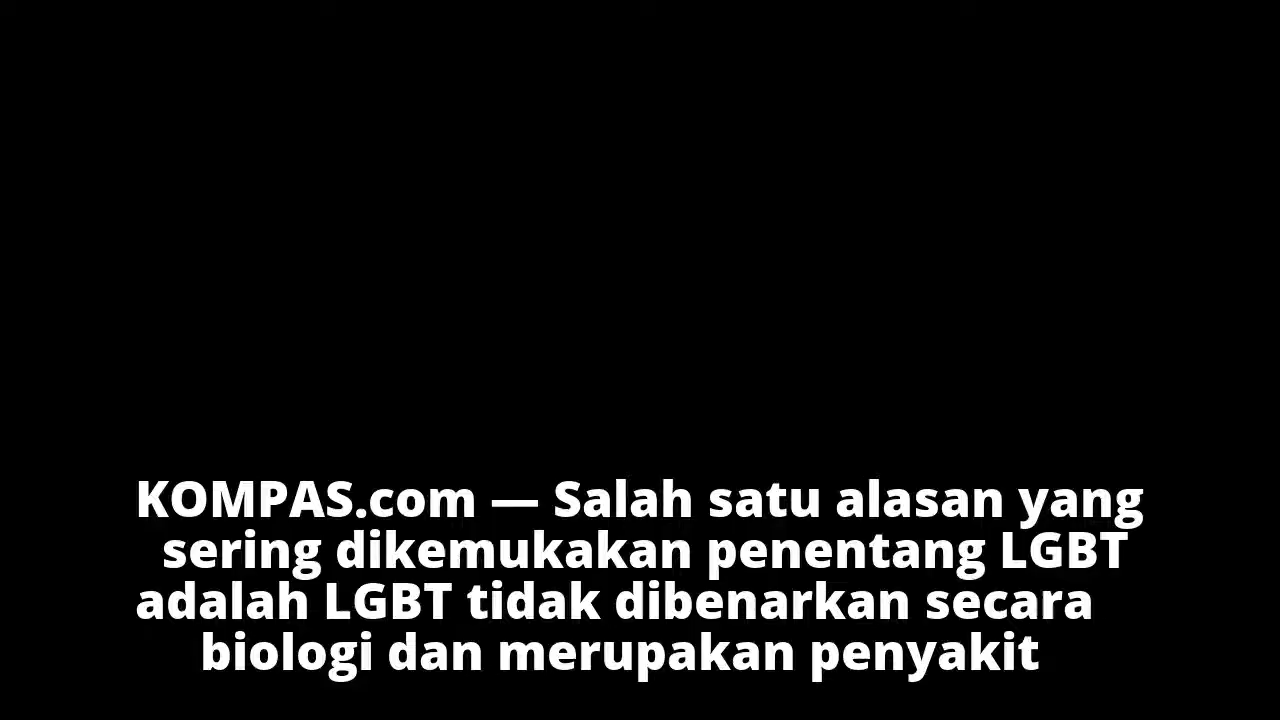 KOMPAS.com — Salah satu alasan yang
sering dikemukakan penentang LGBT
adalah LGBT tidak dibenarkan secara
biologi dan merupakan penyakit